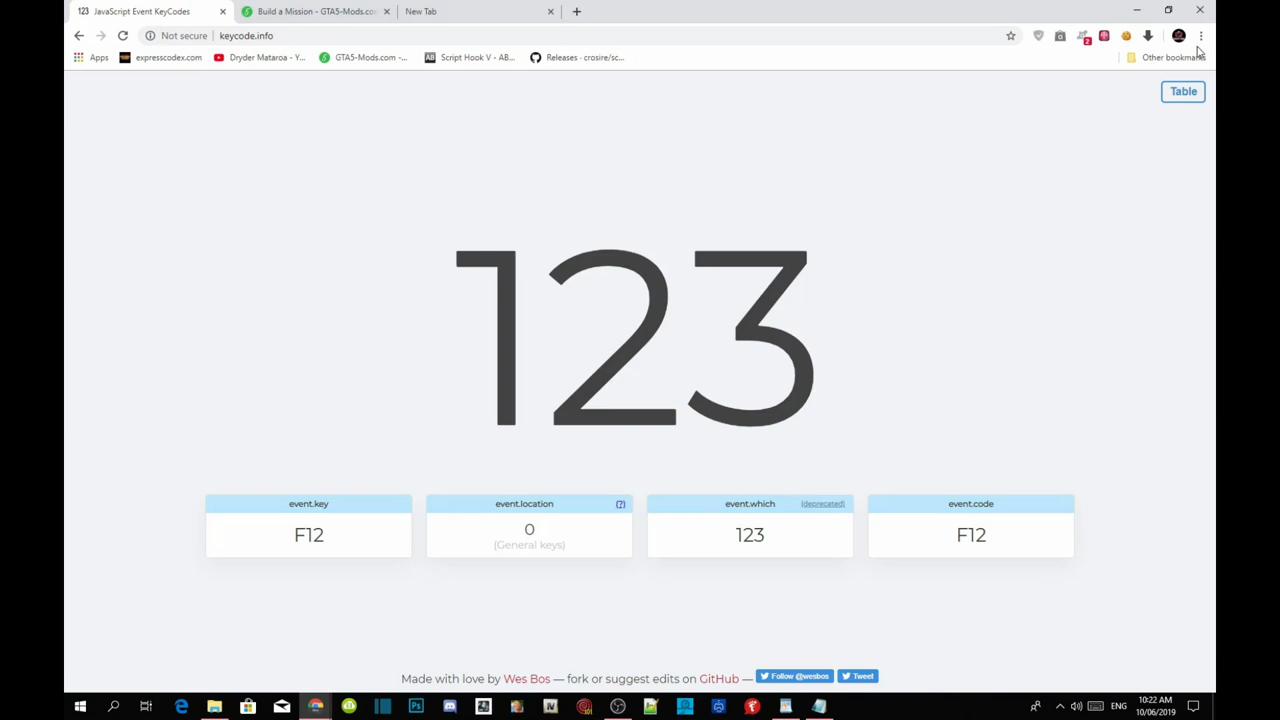 123 JavaScript Event KeyCodes
Build a Mission - GTA5-Mods.co
New Tab
Not secure
keycode.info
2
Apps
expresscodex.com
Dryder Mataroa - Y...
GTA5-Mods.com -...
AB Script Hook V - AB...
Releases · crosire/sc...
Other bookmarks
Table
123
event.key
event.location (?)
event.which (deprecated)
event.code
F12
0
(General keys)
123
F12
Made with love by Wes Bos — fork or suggest edits on GitHub — Follow @wesbos Tweet
ENG
10:22 AM
10/06/2019